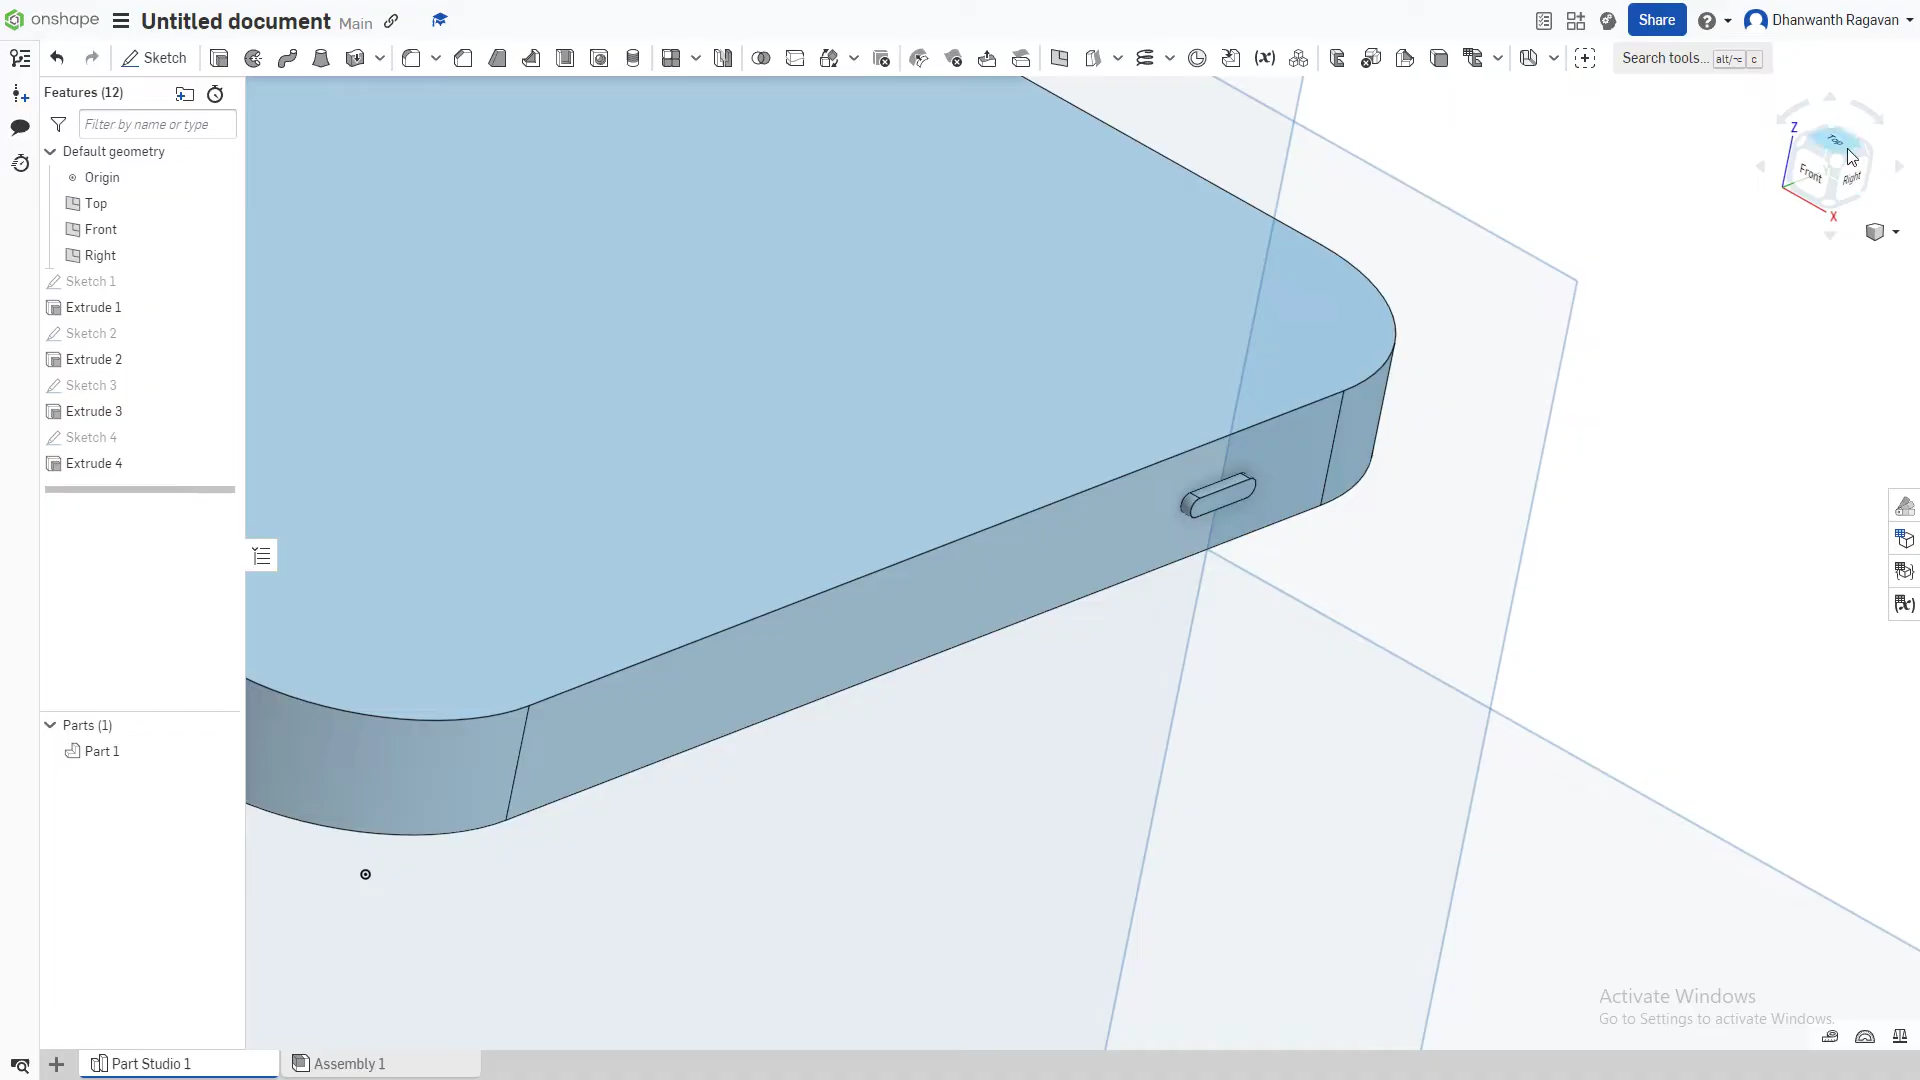 onshape
Untitled document Main
Share
Dhanwanth Ragavan
Sketch
Search tools... alt/⌥ c
Features (12)
Filter by name or type
Default geometry
Origin
Top
Front
Right
Sketch 1
Extrude 1
Sketch 2
Extrude 2
Sketch 3
Extrude 3
Sketch 4
Extrude 4
Parts (1)
Part 1
Z
Top
Front
Right
X
(x)
(x)
Activate Windows
Go to Settings to activate Windows.
Part Studio 1
Assembly 1